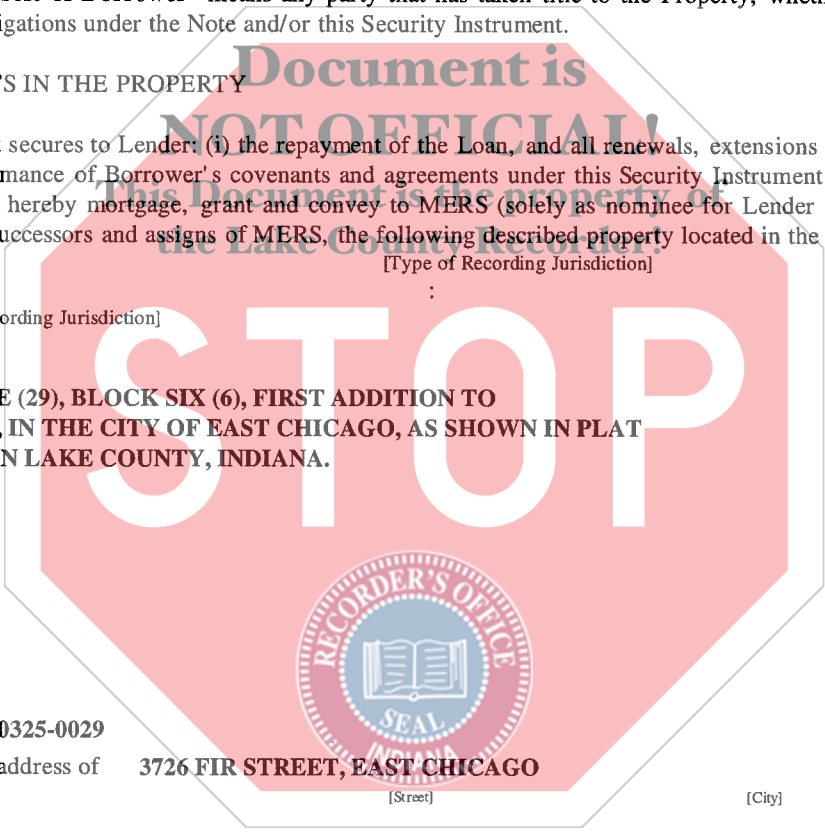 means any party that has taken title to the Property,
igations under the Note and/or this Security Instrument.
'S IN THE PROPERTY
Document is
NOT OFFICIAL!
This Document is the property of
the Lake County Recorder!
secures to Lender: (i) the repayment of the Loan, and all renewals, extensions
mance of Borrower's covenants and agreements under this Security Instrument
hereby mortgage, grant and convey to MERS (solely as nominee for Lender
uccessors and assigns of MERS, the following described property located in the
[Type of Recording Jurisdiction]
:
ording Jurisdiction]
STOP
E (29), BLOCK SIX (6), FIRST ADDITION TO
, IN THE CITY OF EAST CHICAGO, AS SHOWN IN PLAT
N LAKE COUNTY, INDIANA.
RECORDER'S OFFICE
SEAL
INDIANA
0325-0029
address of 3726 FIR STREET, EAST CHICAGO
[Street] [City]